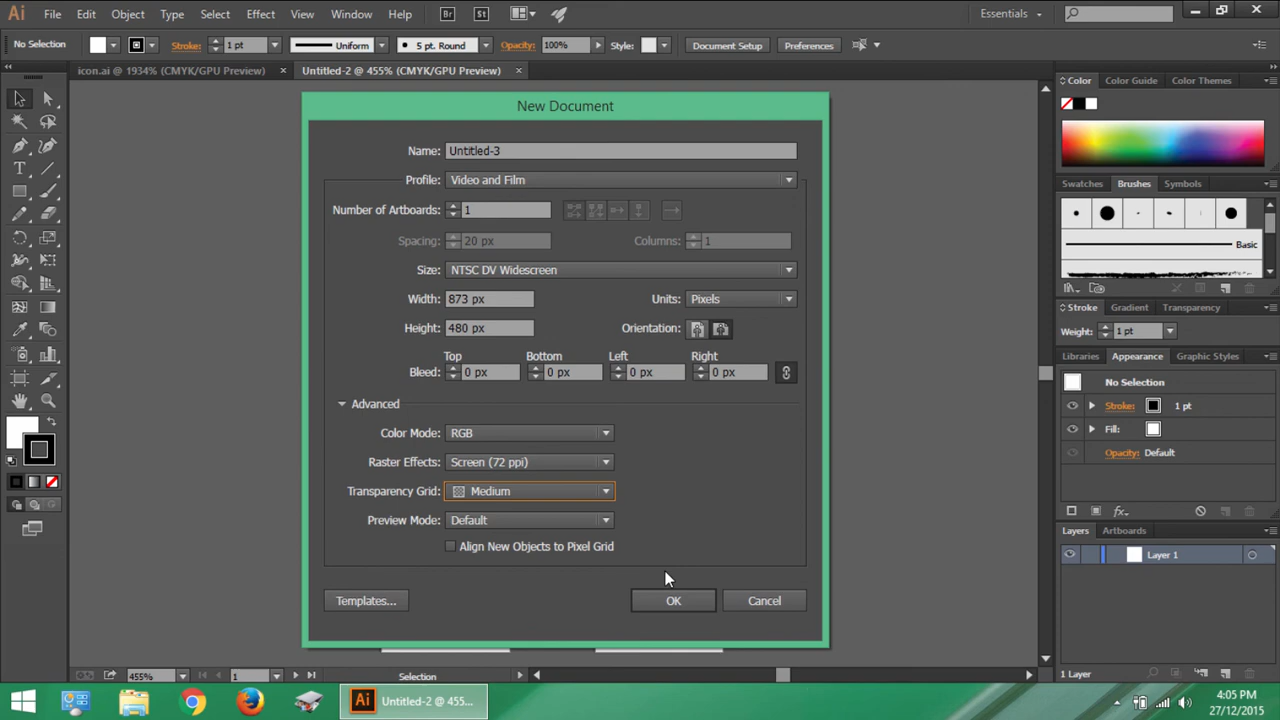 Ai File Edit Object Type Select Effect View Window Help Br St Essentials
No Selection Stroke: 1 pt Uniform 5 pt. Round Opacity: 100% Style: Document Setup Preferences
icon.ai @ 1934% (CMYK/GPU Preview) × Untitled-2 @ 455% (CMYK/GPU Preview) ×
New Document
Name: Untitled-3
Profile: Video and Film
Number of Artboards: 1
Spacing: 20 px Columns: 1
Size: NTSC DV Widescreen
Width: 873 px Units: Pixels
Height: 480 px Orientation:
Top Bottom Left Right
Bleed: 0 px 0 px 0 px 0 px
Advanced
Color Mode: RGB
Raster Effects: Screen (72 ppi)
Transparency Grid: Medium
Preview Mode: Default
Align New Objects to Pixel Grid
Templates... OK Cancel
Color Color Guide Color Themes
Swatches Brushes Symbols
Basic
Stroke Gradient Transparency
Weight: 1 pt
Libraries Appearance Graphic Styles
No Selection
Stroke: 1 pt
Fill:
Opacity: Default
Layers Artboards
Layer 1
1 Layer
455% 1 Selection
Ai Untitled-2 @ 455...
4:05 PM
27/12/2015